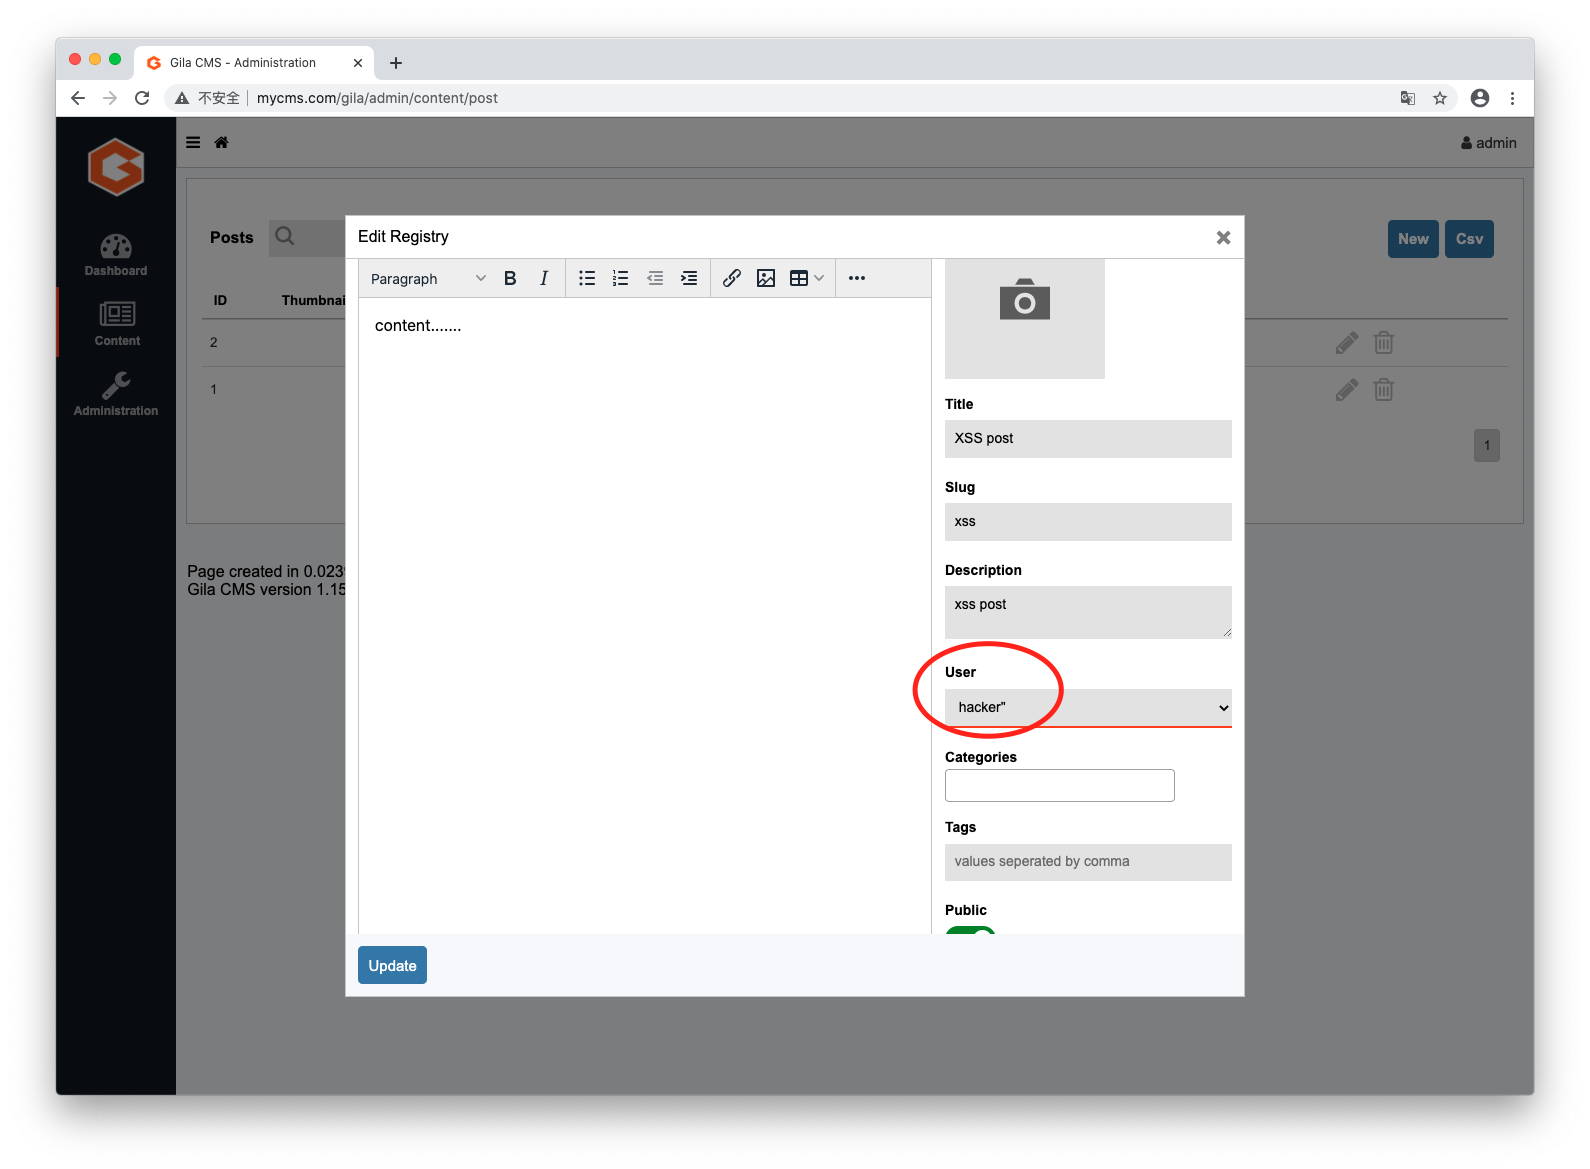 Gila CMS - Administration
不安全 mycms.com/gila/admin/content/post
admin
Dashboard
Content
Administration
Posts
New Csv
ID Thumbnai
2
1
1
Page created in 0.023
Gila CMS version 1.15
Edit Registry
Paragraph B I
content.......
Title
XSS post
Slug
xss
Description
xss post
User
hacker"
Categories
Tags
values seperated by comma
Public
Update